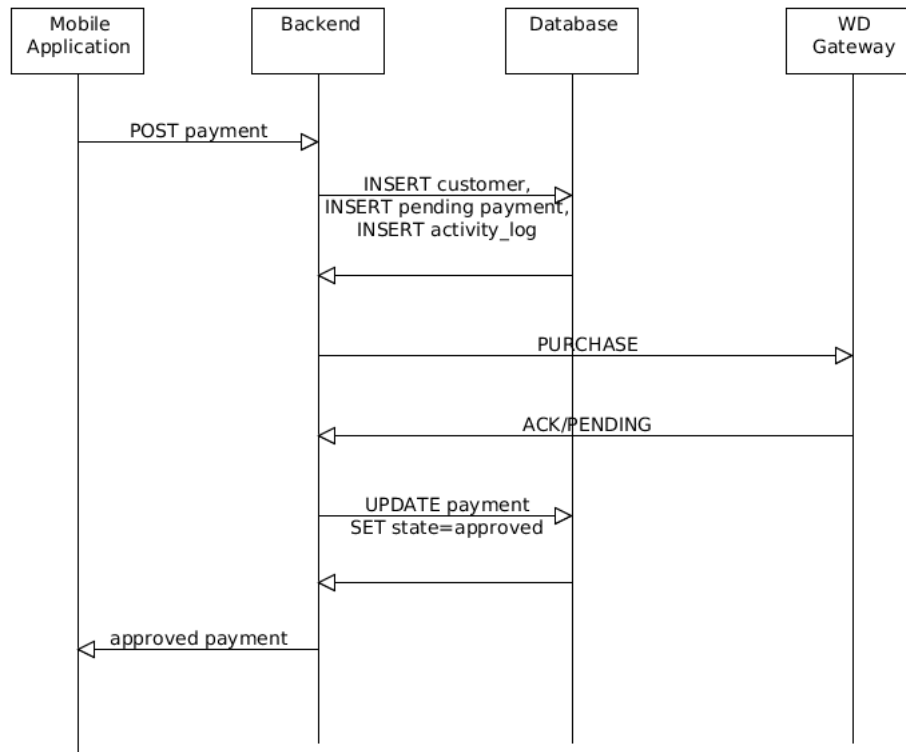 Mobile
Application
Backend
Database
WD
Gateway
POST payment
INSERT customer,
INSERT pending payment,
INSERT activity_log
PURCHASE
ACK/PENDING
UPDATE payment
SET state=approved
approved payment